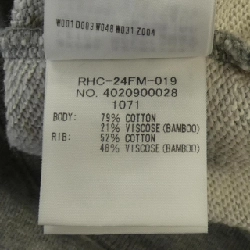 RHC-24FM-019
NO. 4020900028
1071
BODY: 79% COTTON
21% VISCOSE (BAMBOO)
RIB: 52% COTTON
48% VISCOSE (BAMBOO)